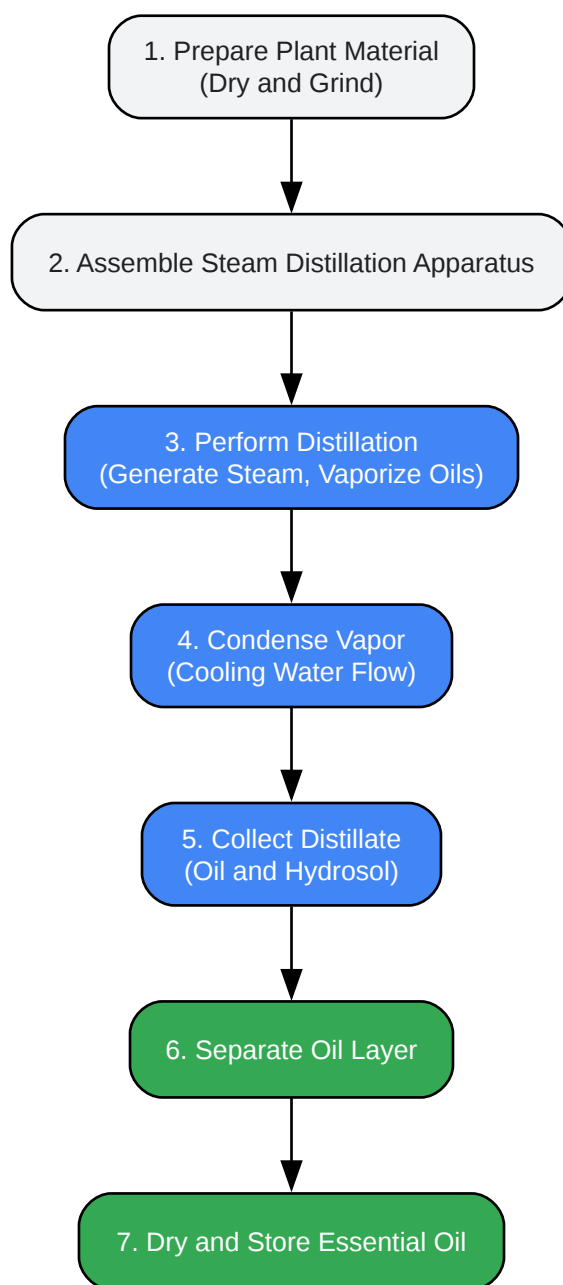 1. Prepare Plant Material
(Dry and Grind)
2. Assemble Steam Distillation Apparatus
3. Perform Distillation
(Generate Steam, Vaporize Oils)
4. Condense Vapor
(Cooling Water Flow)
5. Collect Distillate
(Oil and Hydrosol)
6. Separate Oil Layer
7. Dry and Store Essential Oil